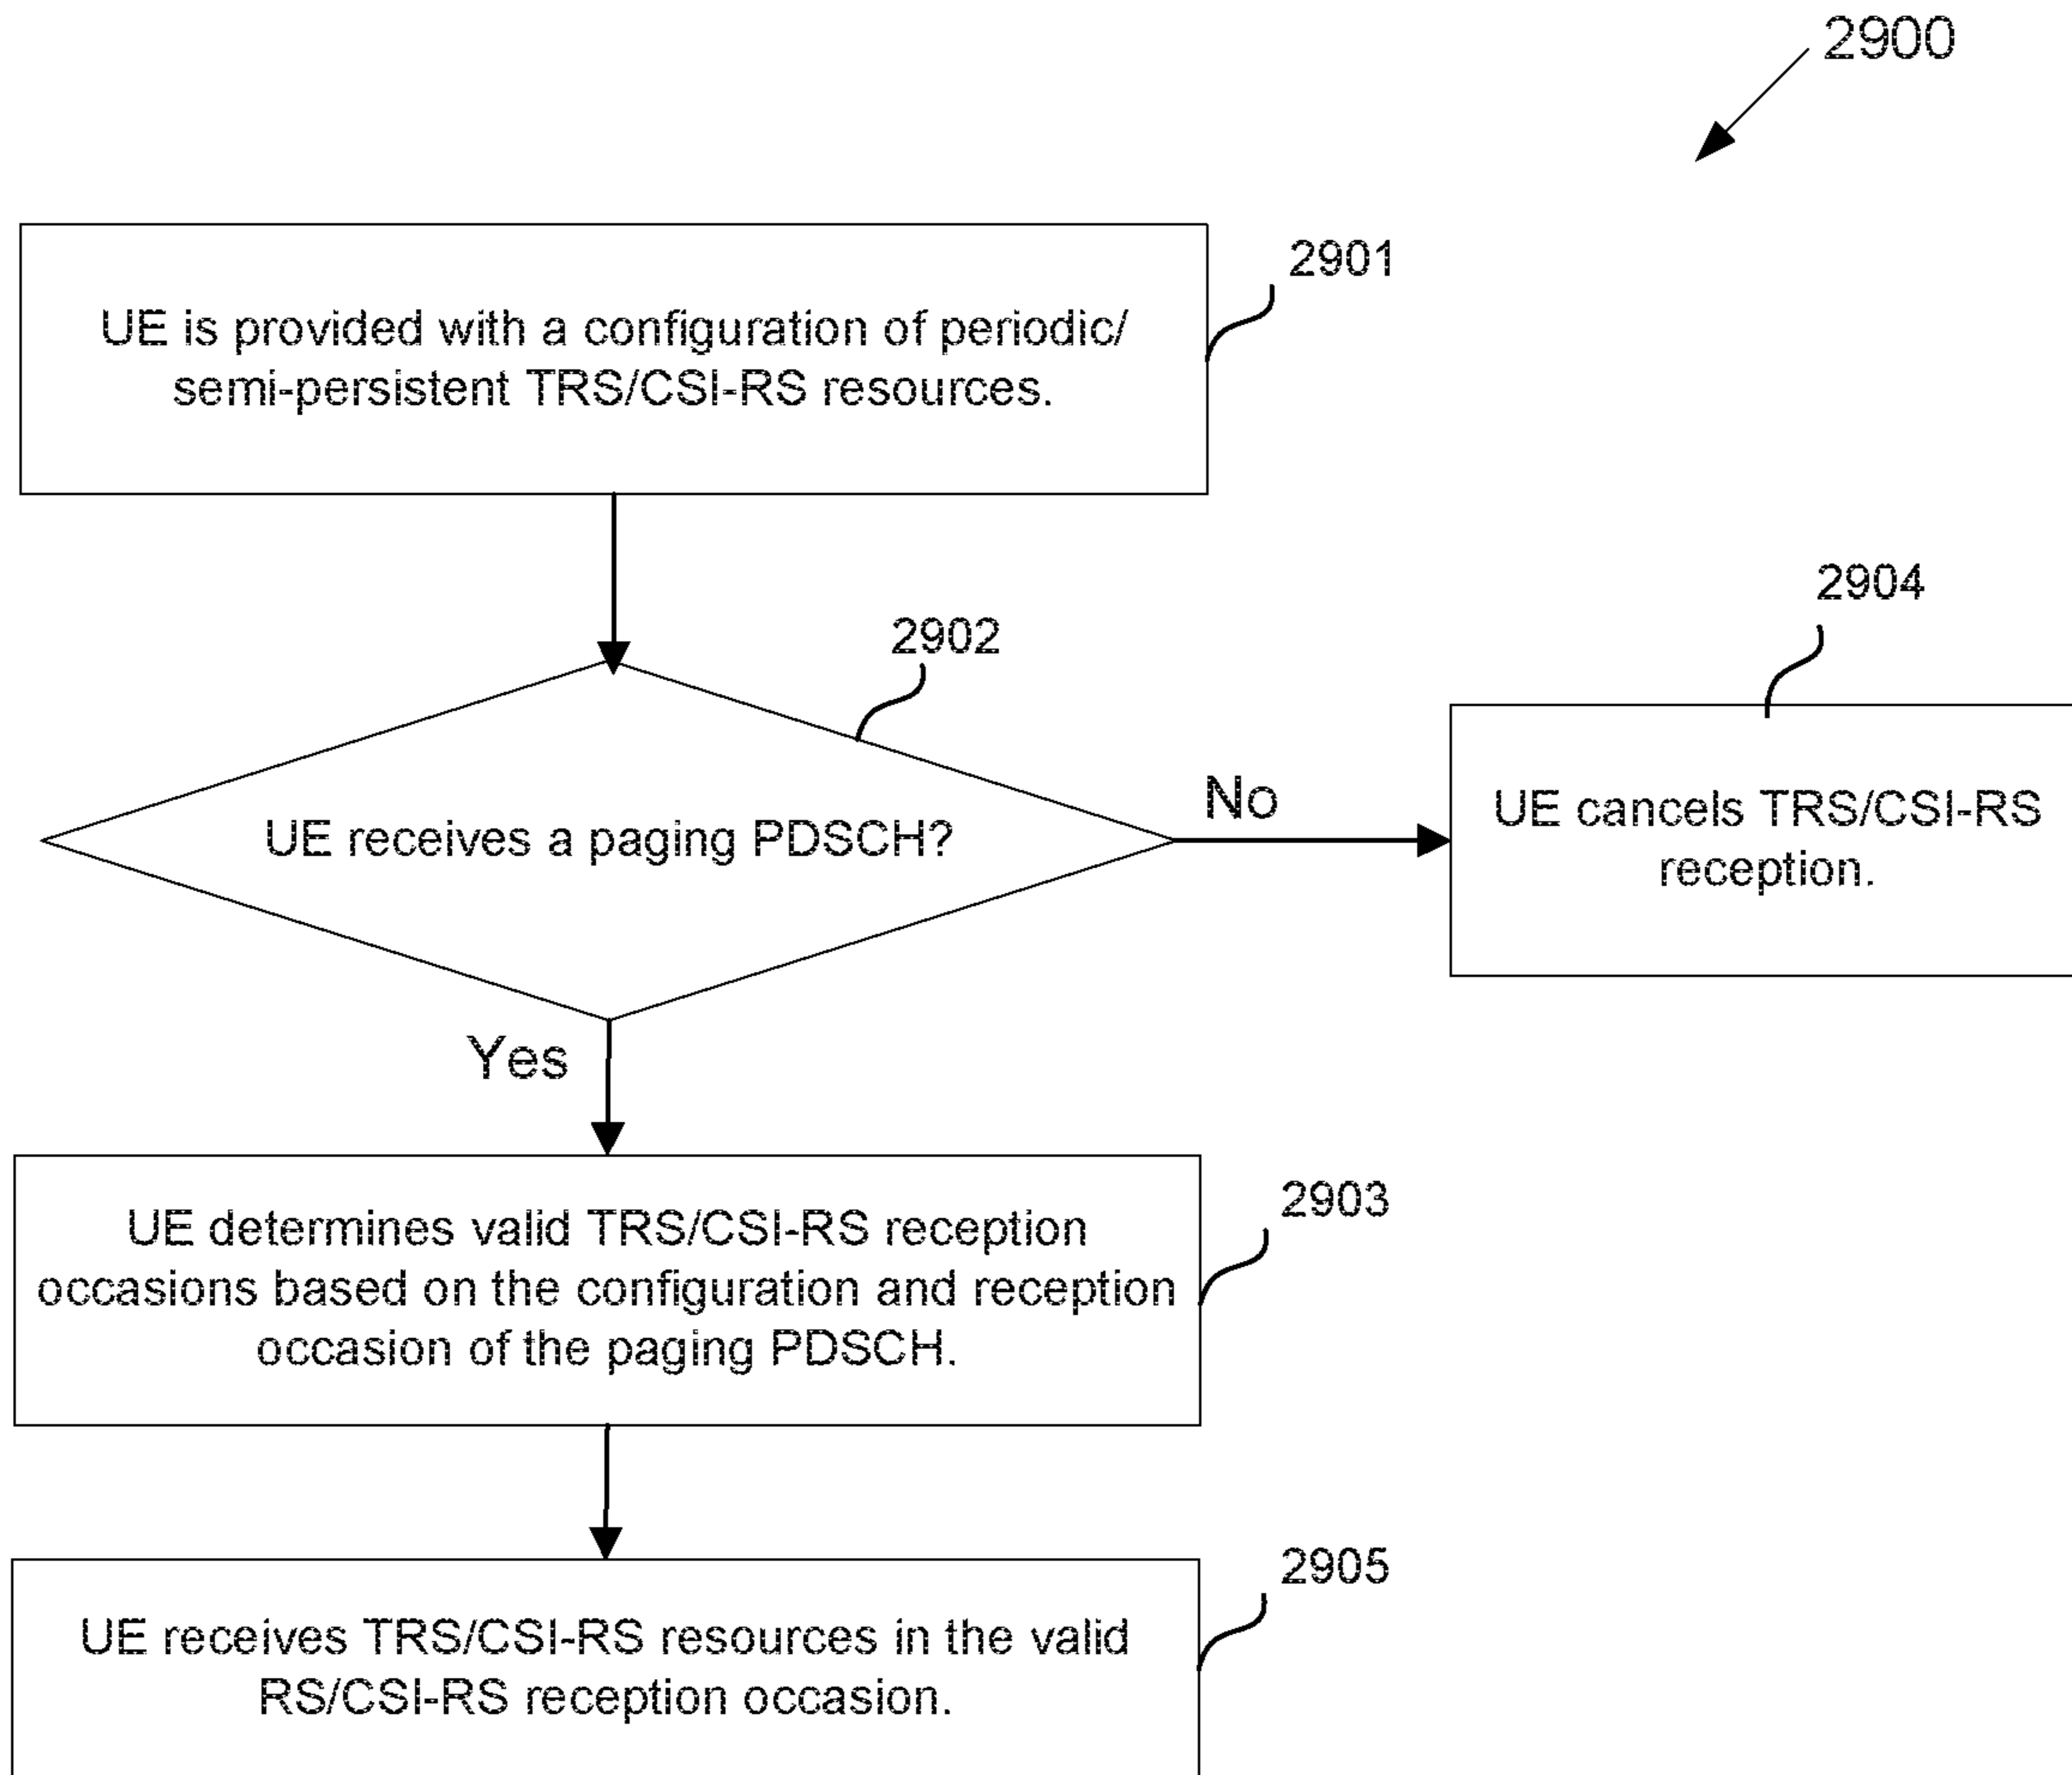 2900
2901
UE is provided with a configuration of periodic/
semi-persistent TRS/CSI-RS resources.
2902
2904
UE receives a paging PDSCH?
No
UE cancels TRS/CSI-RS
reception.
Yes
2903
UE determines valid TRS/CSI-RS reception
occasions based on the configuration and reception
occasion of the paging PDSCH.
2905
UE receives TRS/CSI-RS resources in the valid
RS/CSI-RS reception occasion.